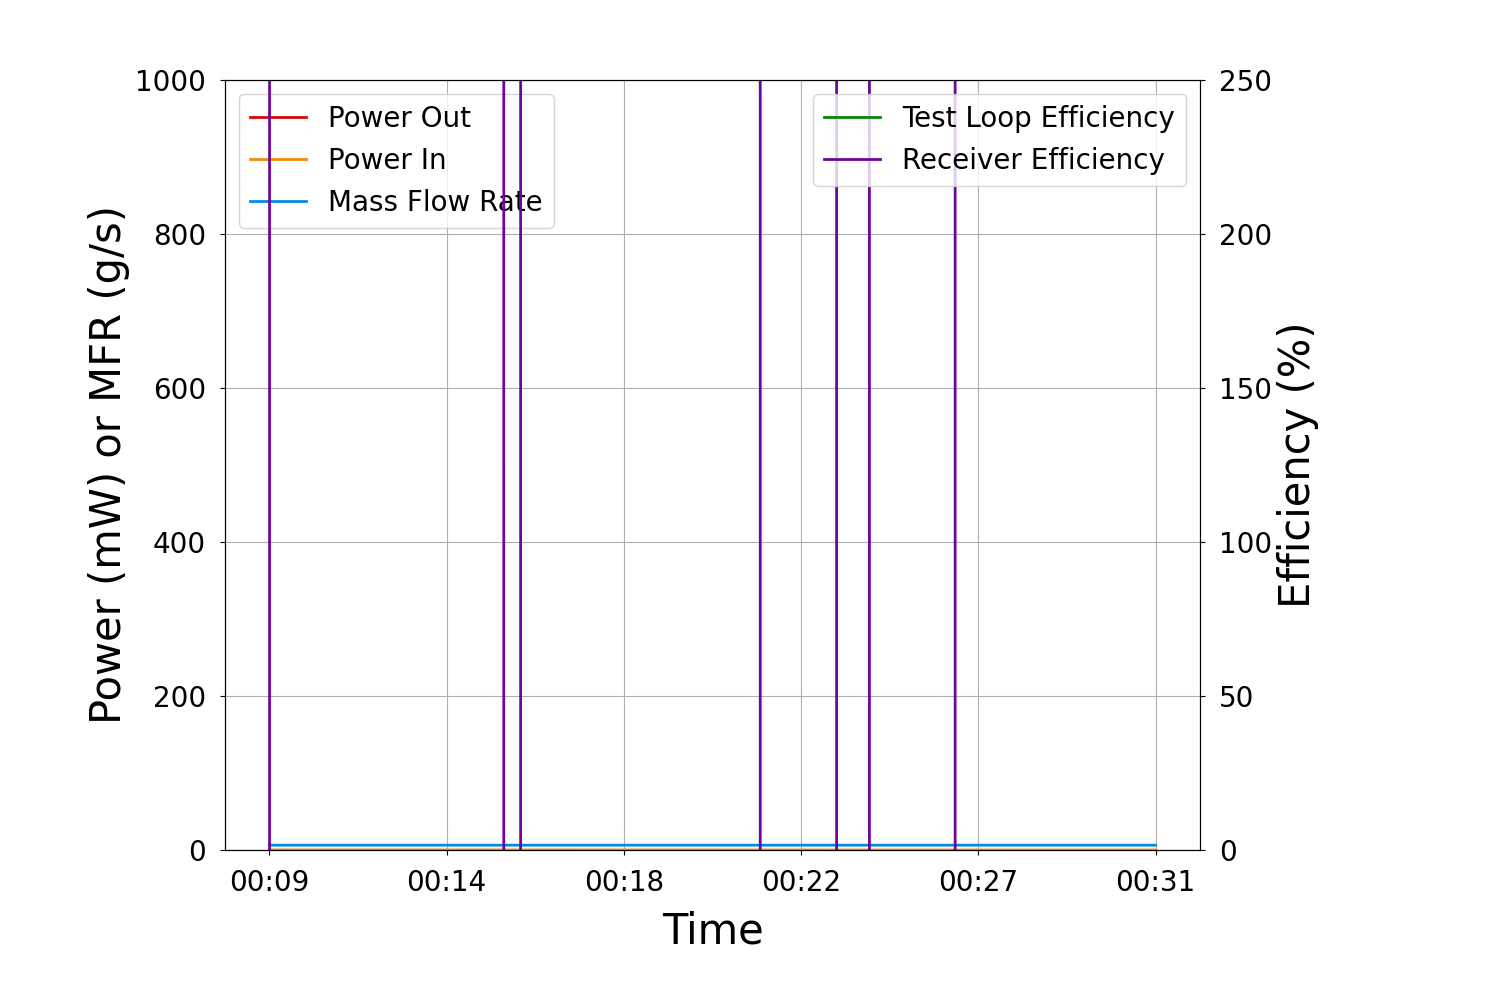 1000
800
600
400
200
0
Power (mW) or MFR (g/s)
Power Out
Power In
Mass Flow Rate
Test Loop Efficiency
Receiver Efficiency
250
200
150
100
50
0
Efficiency (%)
00:09 00:14 00:18 00:22 00:27 00:31
Time